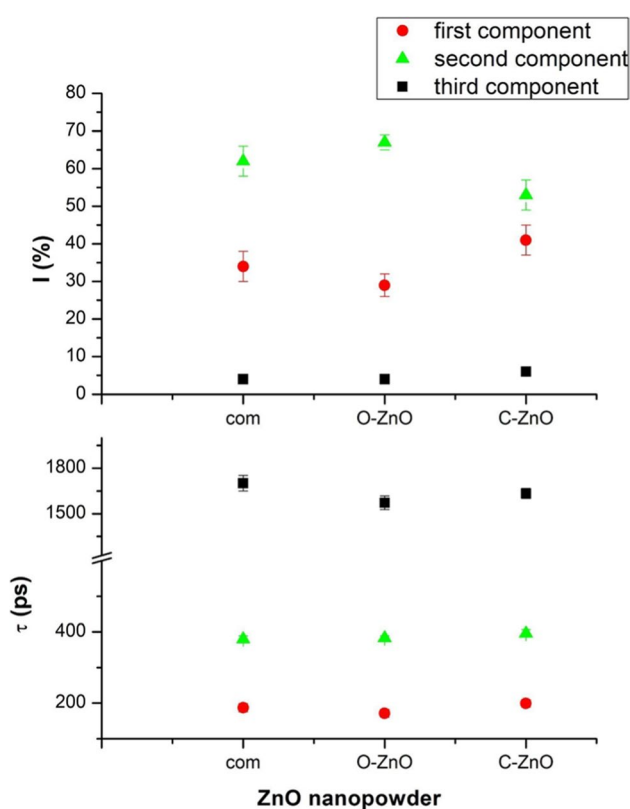 first component
second component
third component
80
70
60
50
40
30
20
10
0
I (%)
com O-ZnO C-ZnO
1800
1500
400
200
τ (ps)
com O-ZnO C-ZnO
ZnO nanopowder